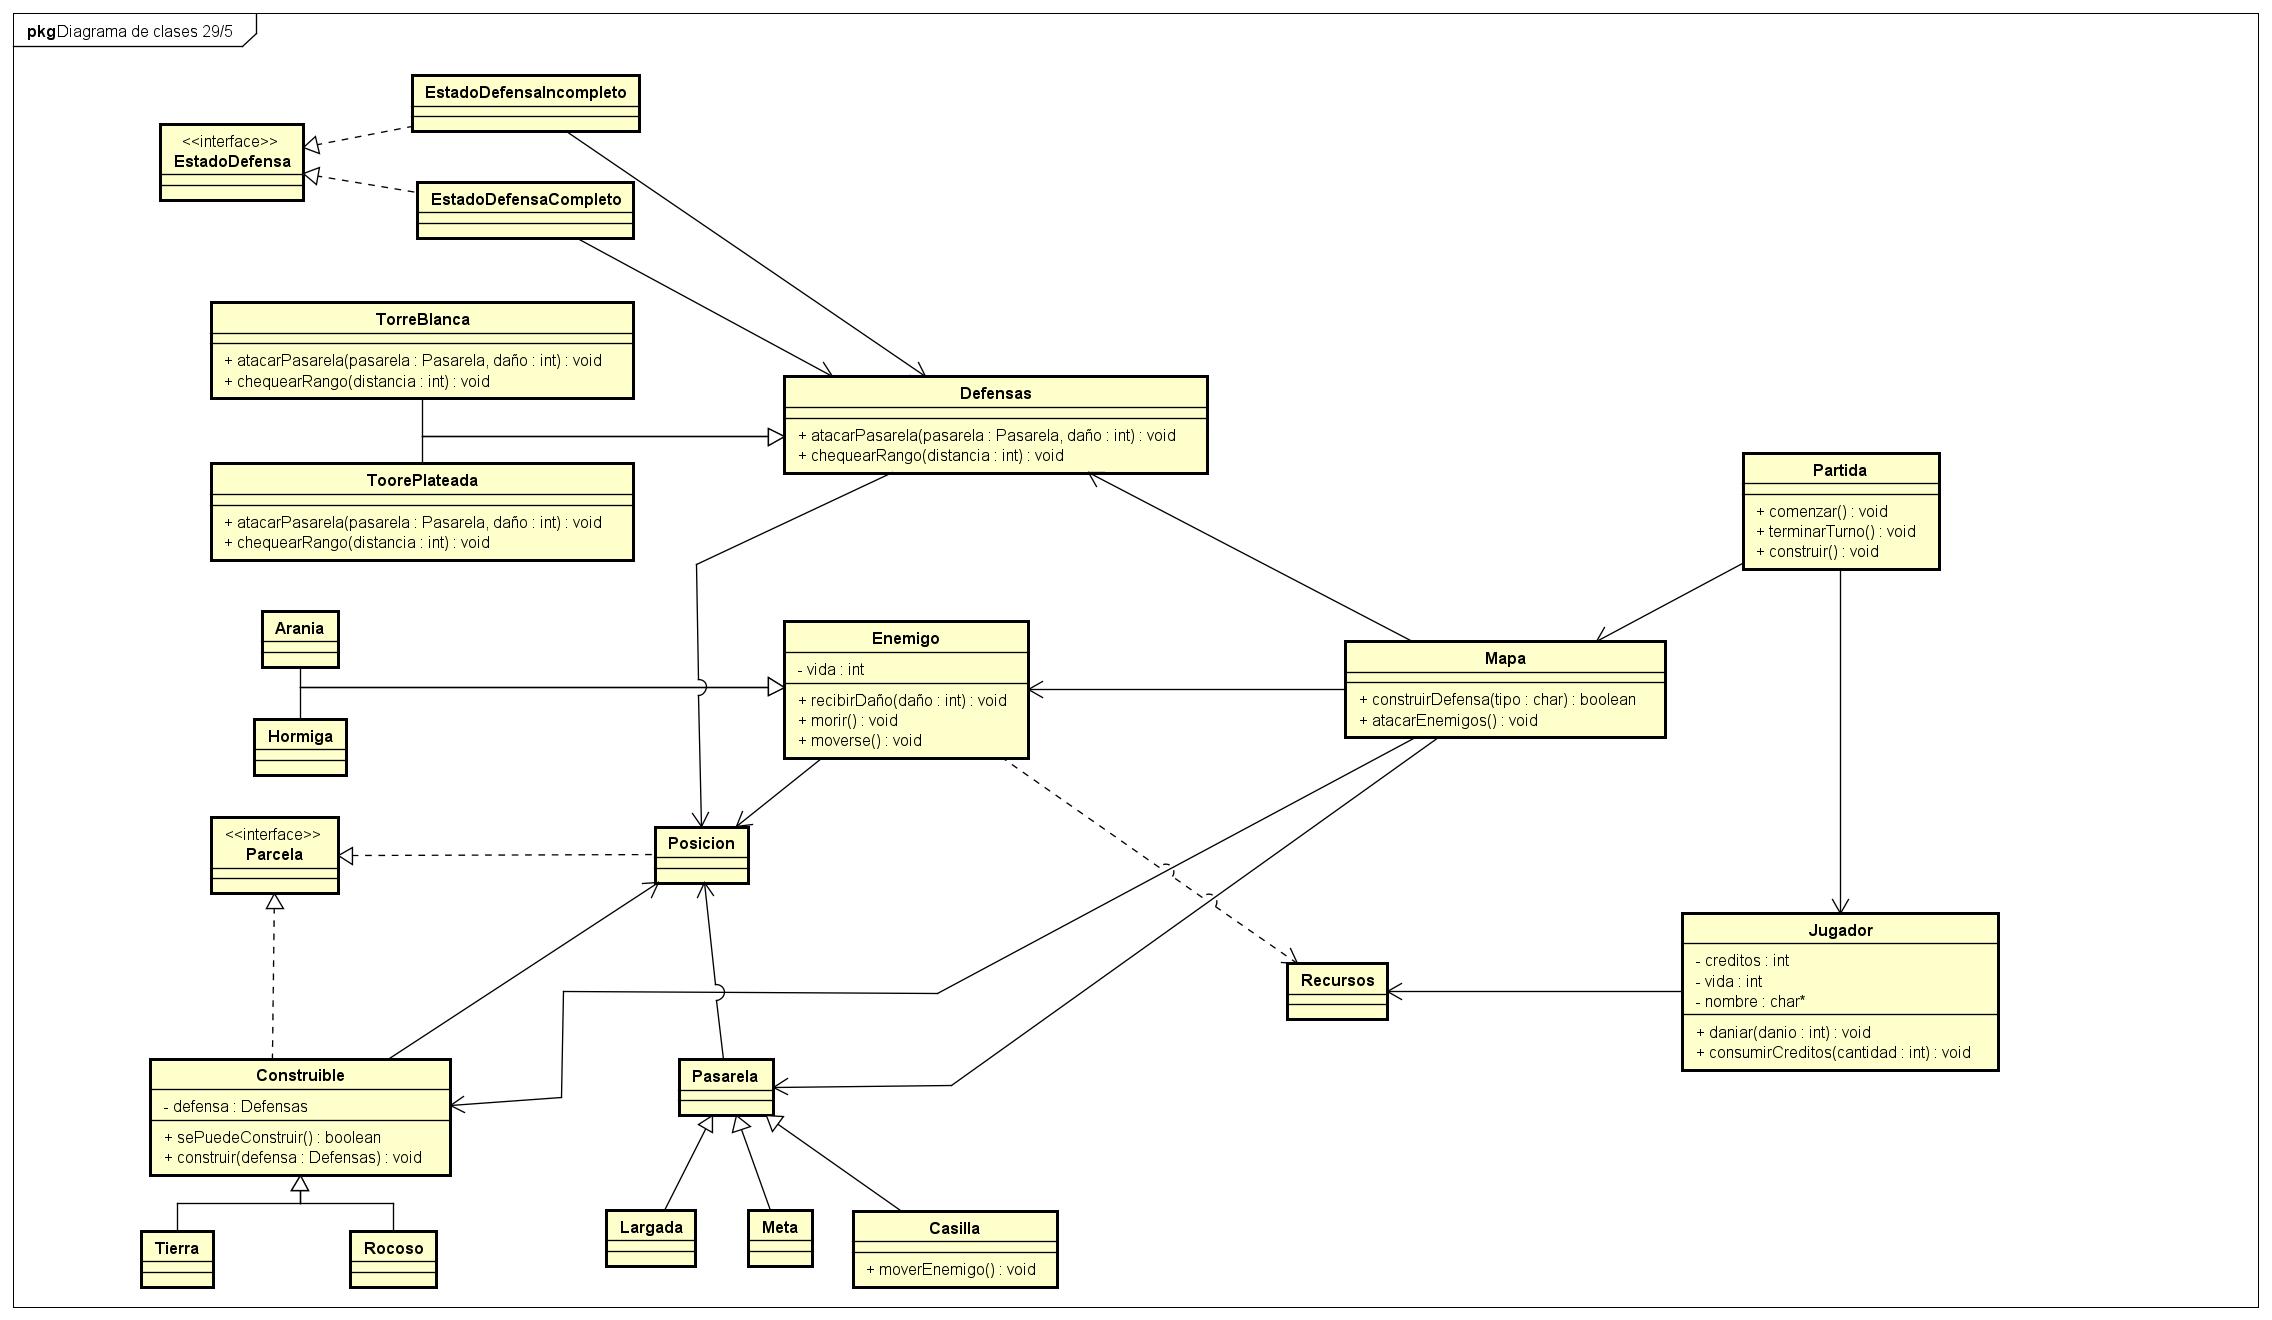 pkg Diagrama de clases 29/5
EstadoDefensaIncompleto
<<interface>>
EstadoDefensa
EstadoDefensaCompleto
TorreBlanca
+ atacarPasarela(pasarela : Pasarela, daño : int) : void
+ chequearRango(distancia : int) : void
Defensas
+ atacarPasarela(pasarela : Pasarela, daño : int) : void
+ chequearRango(distancia : int) : void
ToorePlateada
+ atacarPasarela(pasarela : Pasarela, daño : int) : void
+ chequearRango(distancia : int) : void
Partida
+ comenzar() : void
+ terminarTurno() : void
+ construir() : void
Arania
Hormiga
Enemigo
- vida : int
+ recibirDaño(daño : int) : void
+ morir() : void
+ moverse() : void
Mapa
+ construirDefensa(tipo : char) : boolean
+ atacarEnemigos() : void
<<interface>>
Parcela
Posicion
Recursos
Jugador
- creditos : int
- vida : int
- nombre : char*
+ daniar(danio : int) : void
+ consumirCreditos(cantidad : int) : void
Construible
- defensa : Defensas
+ sePuedeConstruir() : boolean
+ construir(defensa : Defensas) : void
Pasarela
Tierra
Rocoso
Largada
Meta
Casilla
+ moverEnemigo() : void